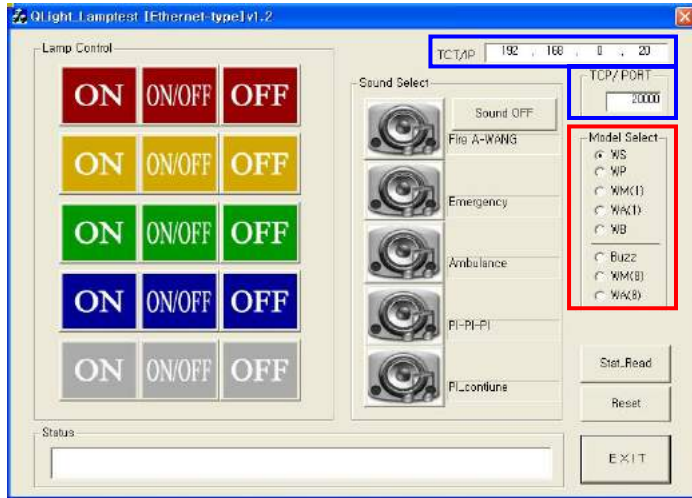 QLight_Lamptest [Ethernet-type] v1.2
Lamp Control
TCT/IP 192 . 168 . 0 . 20
TCP/ PORT
20000
Sound Select
Sound OFF
ON ON/OFF OFF
Fire A-WANG
Model Select
WS
WP
WM(1)
WA(1)
WB
Buzz
WM(8)
WA(8)
ON ON/OFF OFF
Emergency
ON ON/OFF OFF
Ambulance
ON ON/OFF OFF
PI-PI-PI
ON ON/OFF OFF
PI_contiune
Stat_Read
Reset
Status
EXIT